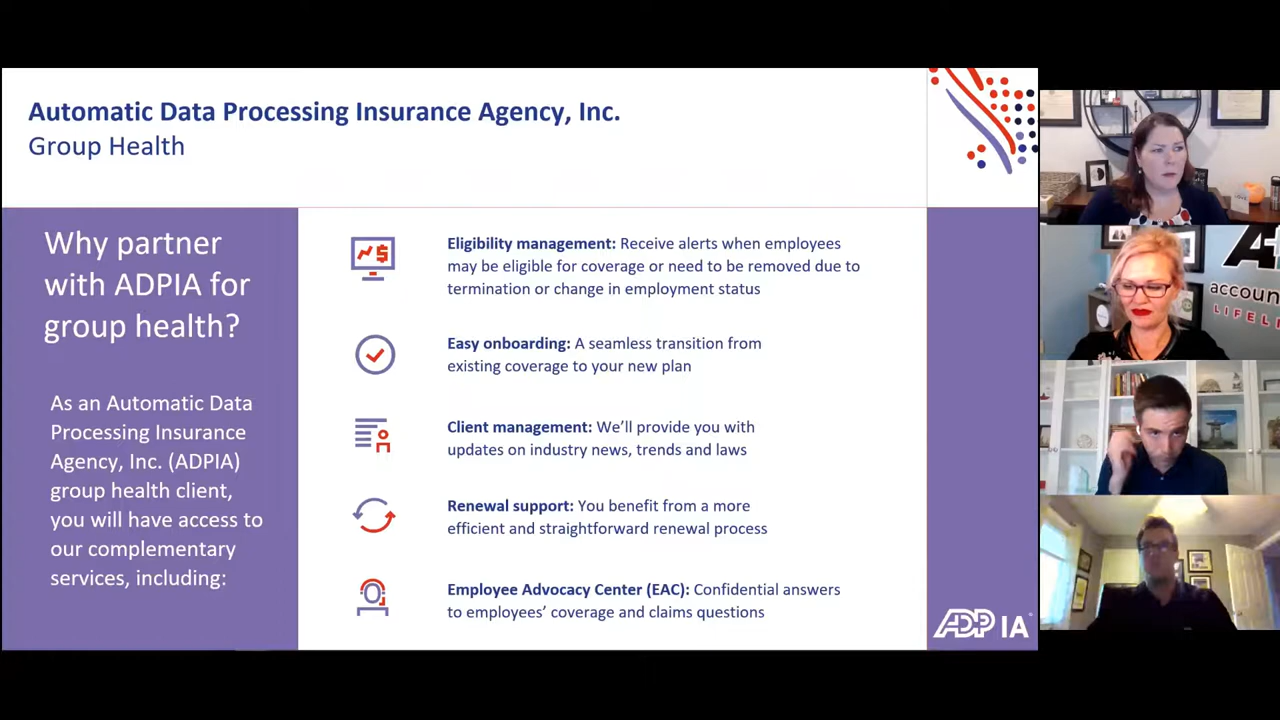 Automatic Data Processing Insurance Agency, Inc.
Group Health
Why partner
with ADPIA for
group health?
As an Automatic Data
Processing Insurance
Agency, Inc. (ADPIA)
group health client,
you will have access to
our complementary
services, including:
Eligibility management: Receive alerts when employees
may be eligible for coverage or need to be removed due to
termination or change in employment status
Easy onboarding: A seamless transition from
existing coverage to your new plan
Client management: We'll provide you with
updates on industry news, trends and laws
Renewal support: You benefit from a more
efficient and straightforward renewal process
Employee Advocacy Center (EAC): Confidential answers
to employees' coverage and claims questions
ADP IA
A+
accoun
LIFELI